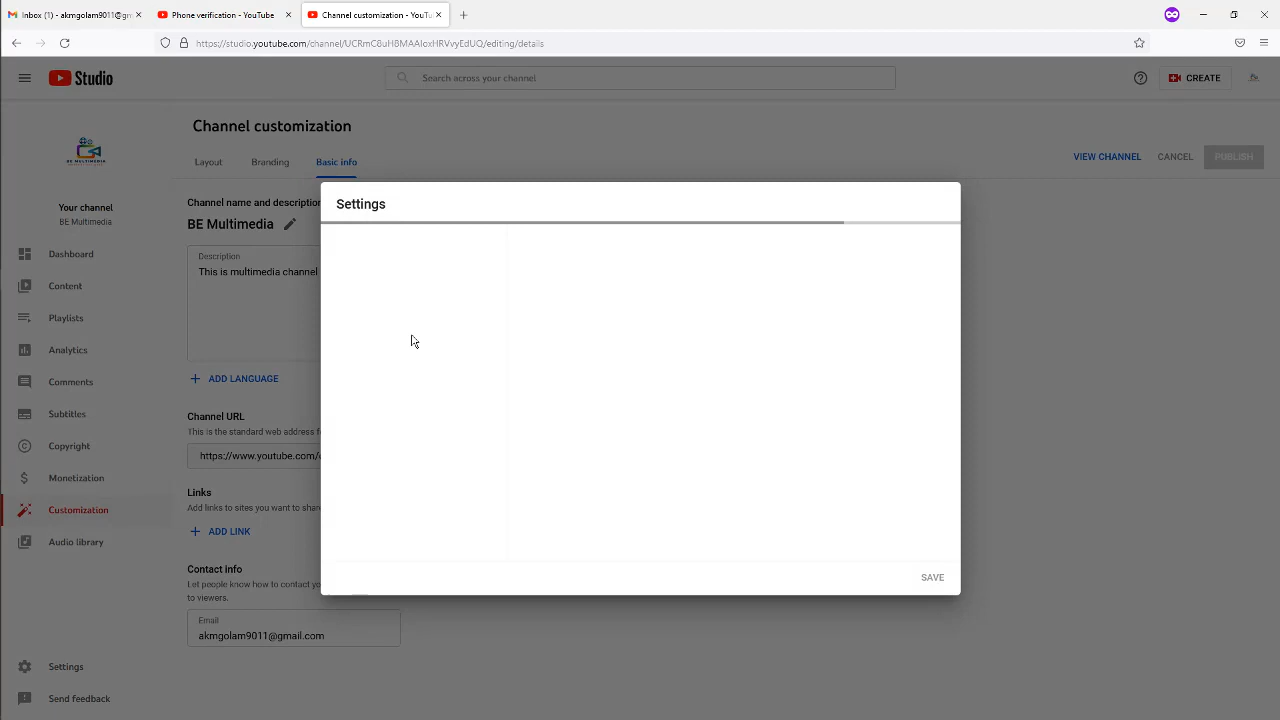 Inbox (1) - akmgolam9011@gm
Phone verification - YouTube
Channel customization - YouTu
https://studio.youtube.com/channel/UCRmC8uH8MAAloxHRVvyEdUQ/editing/details
Studio
Search across your channel
CREATE
Channel customization
Layout
Branding
Basic info
VIEW CHANNEL
CANCEL
PUBLISH
BE MULTIMEDIA
Your channel
BE Multimedia
Dashboard
Content
Playlists
Analytics
Comments
Subtitles
Copyright
Monetization
Customization
Audio library
Settings
Send feedback
Channel name and description
BE Multimedia
Description
This is multimedia channel
ADD LANGUAGE
Channel URL
This is the standard web address f
https://www.youtube.com/c
Links
Add links to sites you want to share
ADD LINK
Contact info
Let people know how to contact yo
to viewers.
Email
akmgolam9011@gmail.com
Settings
SAVE